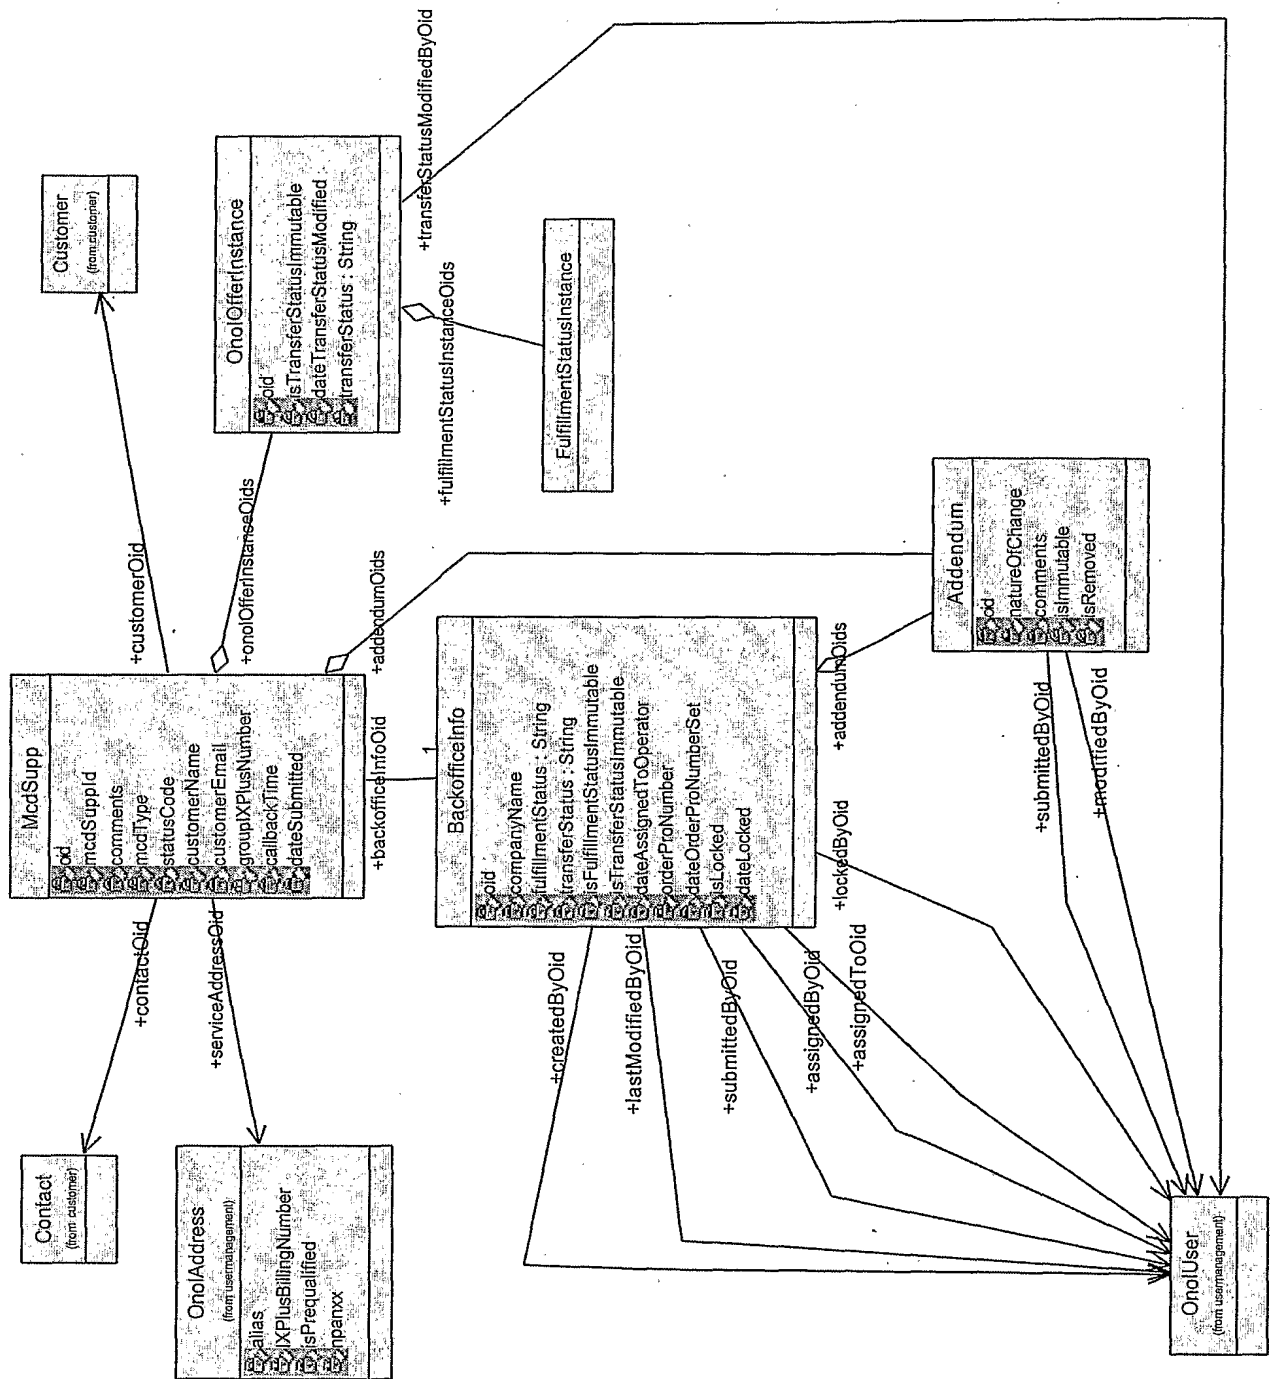 Contact
(from customer)
OnolAddress
(from usermanagement)
alias
IXPlusBillingNumber
isPrequalified
npanxx
+contactOid
+serviceAddressOid
McdSupp
oid
mcdSuppId
comments
mcdType
statusCode
customerName
customerEmail
groupIXPlusNumber
callbackTime
dateSubmitted
+customerOid
+onolOfferInstanseOids
+addendumOids
+backofficeInfoOid
1
Customer
(from customer)
OnolOfferInstance
oid
isTransferStatusImmutable
dateTransferStatusModified
transferStatus : String
+transferStatusModifiedByOid
+fulfillmentStatusInstanceOids
FulfillmentStatusInstance
BackofficeInfo
oid
companyName
fulfillmentStatus : String
transferStatus : String
isFulfillmentStatusImmutable
isTransferStatusImmutable
dateAssignedToOperator
orderProNumber
dateOrderProNumberSet
isLocked
dateLocked
+createdByOid
+lastModifiedByOid
+submittedByOid
+assignedByOid
+assignedToOid
+lockedByOid
+addendumOids
Addendum
oid
natureOfChange
comments
isImmutable
isRemoved
+submittedByOid
+modifiedByOid
OnolUser
(from usermanagement)